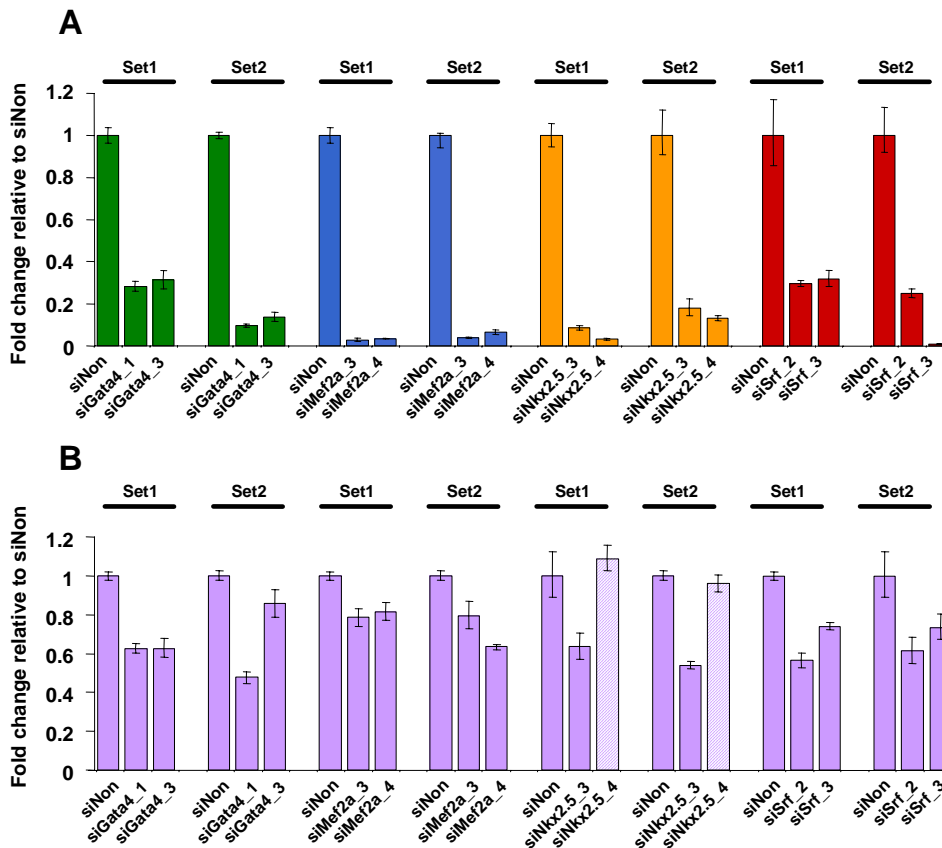 A
Set1 Set2 Set1 Set2 Set1 Set2 Set1 Set2
Fold change relative to siNon
1.2
1
0.8
0.6
0.4
0.2
0
siNon siGata4_1 siGata4_3 siNon siGata4_1 siGata4_3 siNon siMef2a_3 siMef2a_4 siNon siMef2a_3 siMef2a_4 siNon siNkx2.5_3 siNkx2.5_4 siNon siNkx2.5_3 siNkx2.5_4 siNon siSrf_2 siSrf_3 siNon siSrf_2 siSrf_3
B
Set1 Set2 Set1 Set2 Set1 Set2 Set1 Set2
Fold change relative to siNon
1.2
1
0.8
0.6
0.4
0.2
0
siNon siGata4_1 siGata4_3 siNon siGata4_1 siGata4_3 siNon siMef2a_3 siMef2a_4 siNon siMef2a_3 siMef2a_4 siNon siNkx2.5_3 siNkx2.5_4 siNon siNkx2.5_3 siNkx2.5_4 siNon siSrf_2 siSrf_3 siNon siSrf_2 siSrf_3